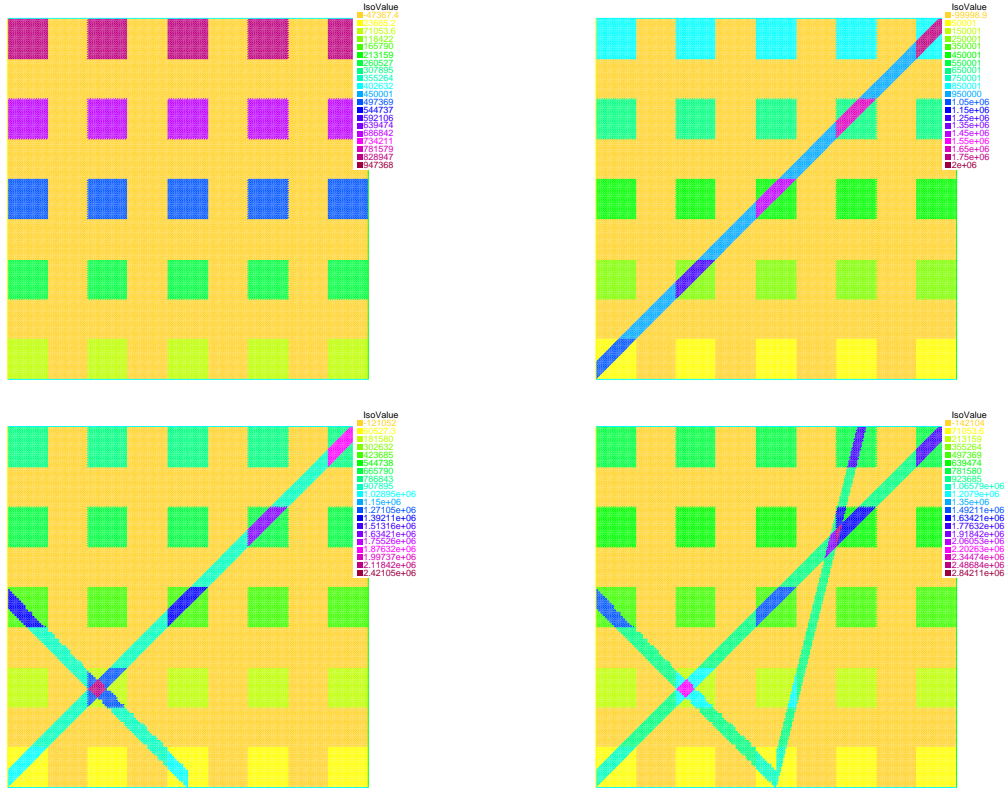 IsoValue
-47367.4
23685.2
71053.6
118422
165790
213159
260527
307895
355264
402632
450001
497369
544737
592106
639474
686842
734211
781579
828947
947368
IsoValue
-99998.9
50001
150001
250001
350001
450001
550001
650001
750001
850001
950000
1.05e+06
1.15e+06
1.25e+06
1.35e+06
1.45e+06
1.55e+06
1.65e+06
1.75e+06
2e+06
IsoValue
-121052
60527.3
181580
302632
423685
544738
665790
786843
907895
1.02895e+06
1.15e+06
1.27105e+06
1.39211e+06
1.51316e+06
1.63421e+06
1.75526e+06
1.87632e+06
1.99737e+06
2.11842e+06
2.42105e+06
IsoValue
-142104
71053.5
213159
355264
497369
639474
781580
923685
1.06579e+06
1.2079e+06
1.35e+06
1.49211e+06
1.63421e+06
1.77632e+06
1.91842e+06
2.06053e+06
2.20263e+06
2.34474e+06
2.48684e+06
2.84211e+06